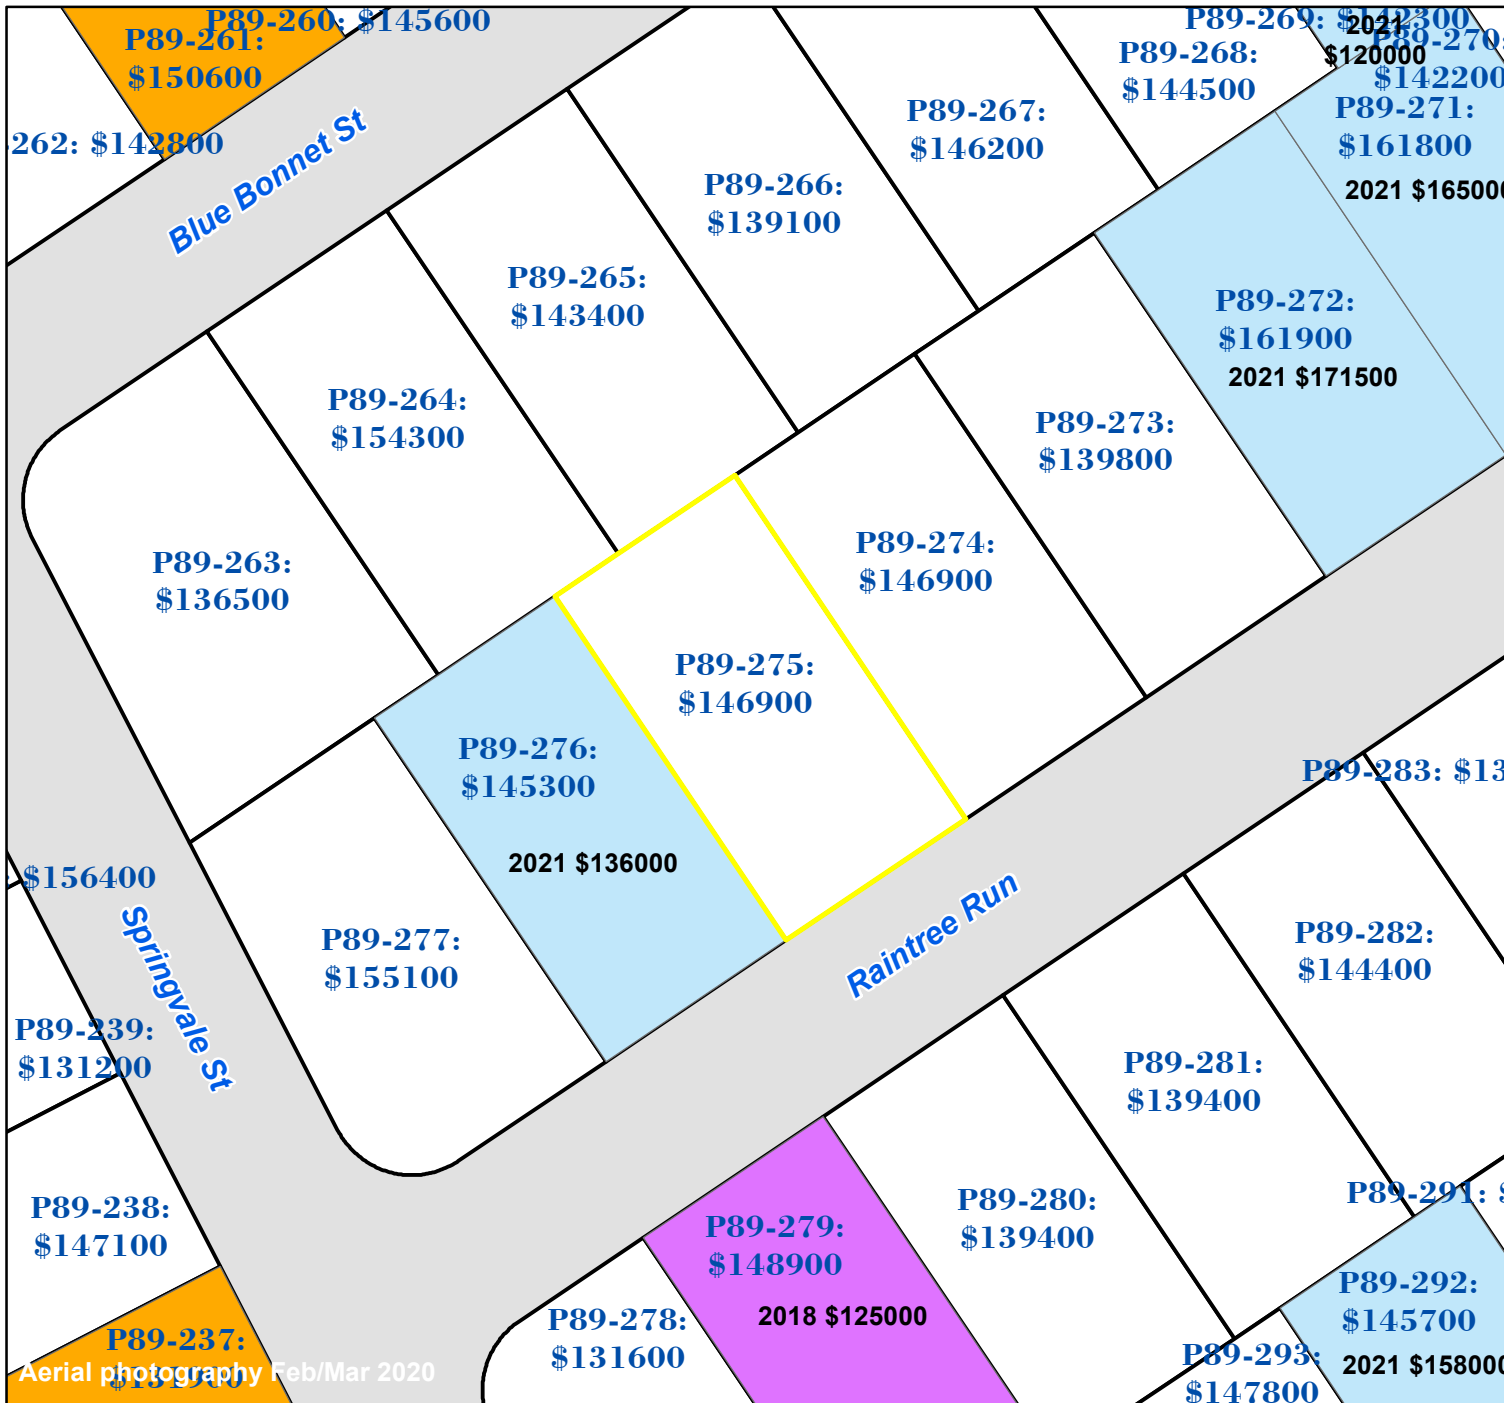 P89-260: $145600
P89-261:
$150600
-262: $142800
Blue Bonnet St
P89-269: $142300
2021
$120000
P89-270:
$142200
P89-268:
$144500
P89-271:
$161800
2021 $165000
P89-267:
$146200
P89-266:
$139100
P89-265:
$143400
P89-272:
$161900
2021 $171500
P89-264:
$154300
P89-273:
$139800
P89-263:
$136500
P89-274:
$146900
P89-275:
$146900
P89-276:
$145300
2021 $136000
P89-283: $13
: $156400
Springvale St
P89-277:
$155100
Raintree Run
P89-282:
$144400
P89-239:
$131200
P89-281:
$139400
P89-238:
$147100
P89-280:
$139400
P89-291: $
P89-279:
$148900
2018 $125000
P89-292:
$145700
2021 $158000
P89-278:
$131600
P89-237:
$131900
P89-293:
$147800
Aerial photography Feb/Mar 2020